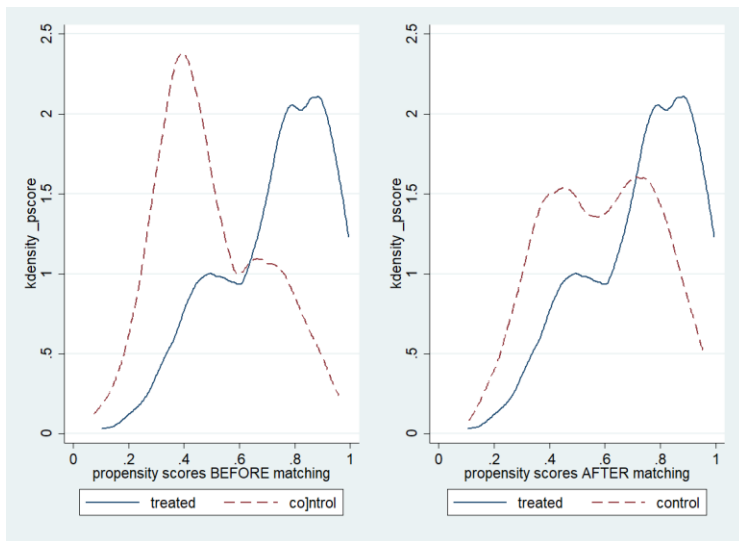 2.5
2
1.5
1
.5
0
kdensity _pscore
0 .2 .4 .6 .8 1
propensity scores BEFORE matching
treated co]ntrol
2.5
2
1.5
1
.5
0
kdensity _pscore
0 .2 .4 .6 .8 1
propensity scores AFTER matching
treated control